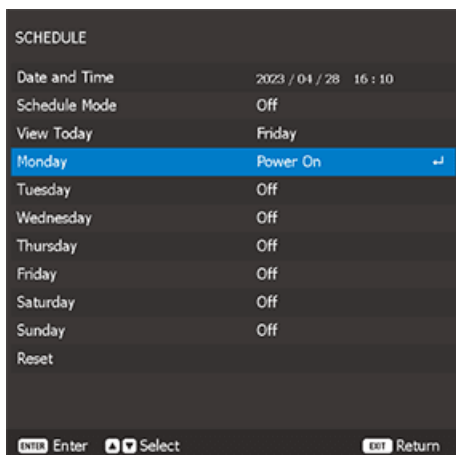 SCHEDULE
Date and Time 2023 / 04 / 28 16 : 10
Schedule Mode Off
View Today Friday
Monday Power On
Tuesday Off
Wednesday Off
Thursday Off
Friday Off
Saturday Off
Sunday Off
Reset
ENTER Enter Select EXIT Return